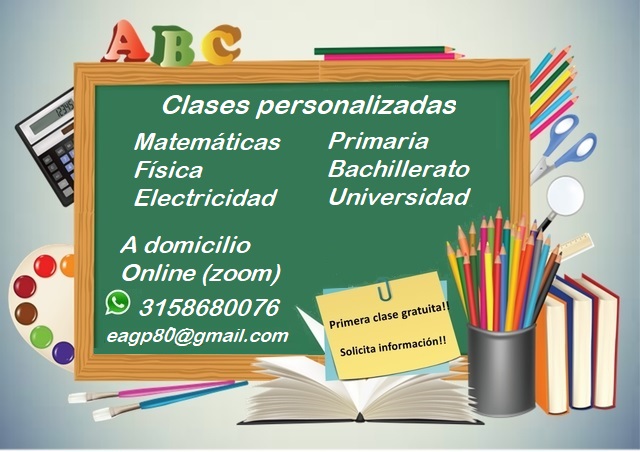 ABC
Clases personalizadas
Matemáticas
Física
Electricidad
Primaria
Bachillerato
Universidad
A domicilio
Online (zoom)
3158680076
eagp80@gmail.com
Primera clase gratuita!!
Solicita información!!